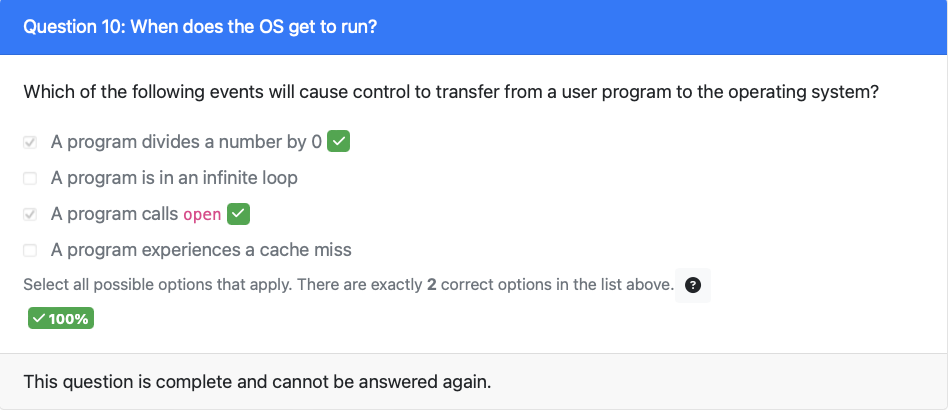 Question 10: When does the OS get to run?
Which of the following events will cause control to transfer from a user program to the operating system?
A program divides a number by 0
A program is in an infinite loop
A program calls open
A program experiences a cache miss
Select all possible options that apply. There are exactly 2 correct options in the list above. ?
100%
This question is complete and cannot be answered again.